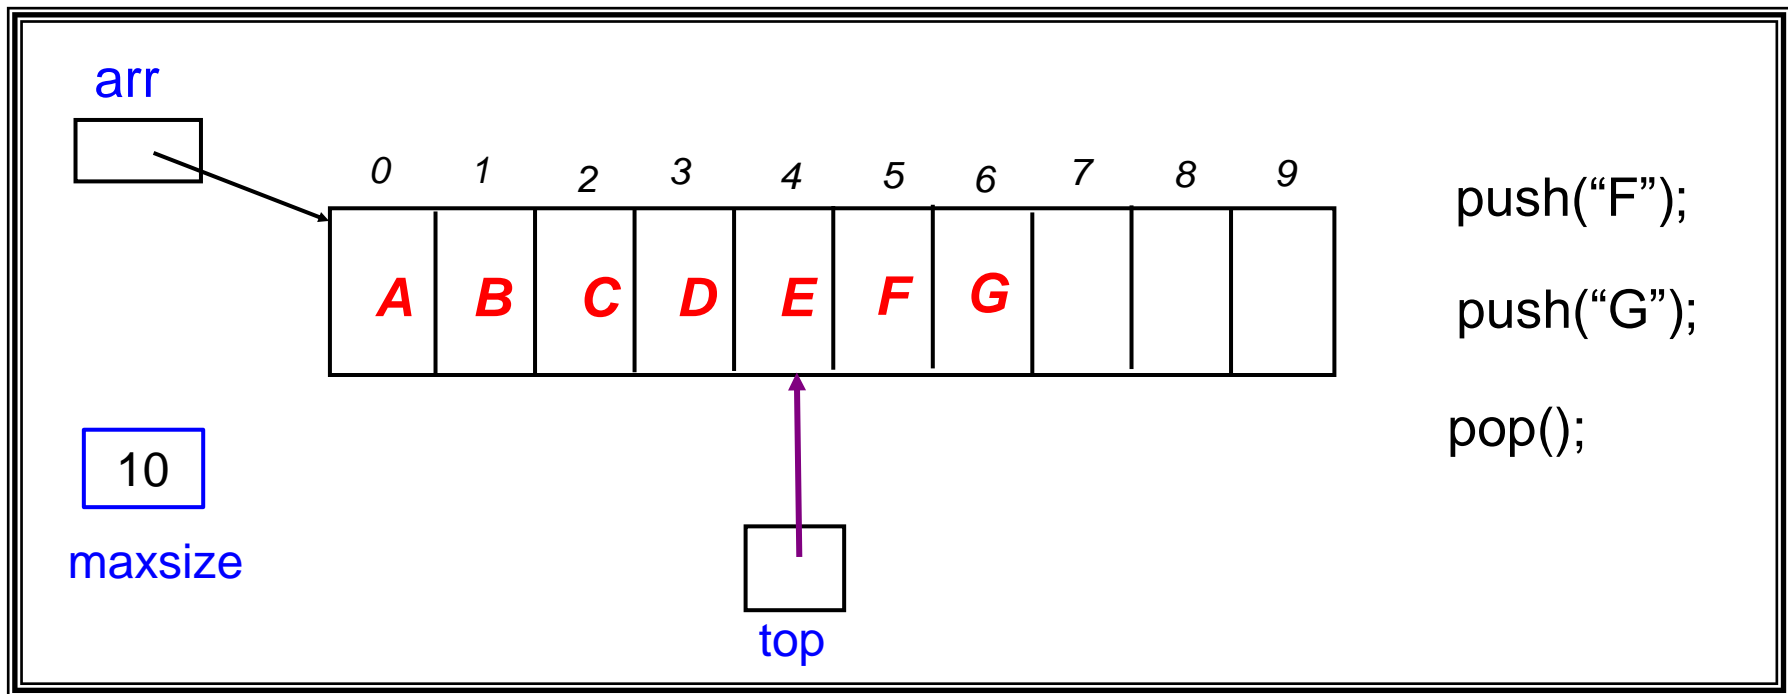 arr
0 1 2 3 4 5 6 7 8 9
A B C D E F G
push(“F”);
push(“G”);
pop();
10
maxsize
top